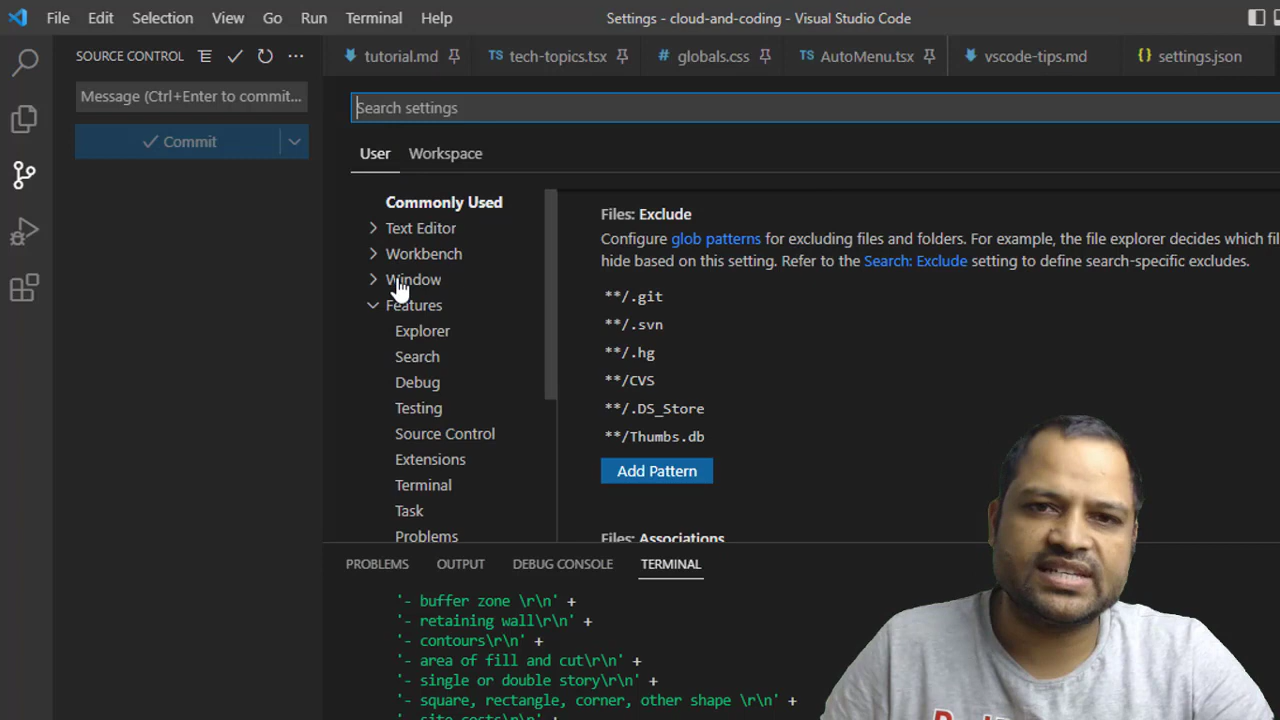 File Edit Selection View Go Run Terminal Help Settings - cloud-and-coding - Visual Studio Code
SOURCE CONTROL
tutorial.md TS tech-topics.tsx # globals.css TS AutoMenu.tsx vscode-tips.md {} settings.json
Message (Ctrl+Enter to commit...
Commit
Search settings
User Workspace
Commonly Used
Text Editor
Workbench
Window
Features
Explorer
Search
Debug
Testing
Source Control
Extensions
Terminal
Task
Problems
Files: Exclude
Configure glob patterns for excluding files and folders. For example, the file explorer decides which fil
hide based on this setting. Refer to the Search: Exclude setting to define search-specific excludes.
**/.git
**/.svn
**/.hg
**/CVS
**/.DS_Store
**/Thumbs.db
Add Pattern
Files: Associations
PROBLEMS OUTPUT DEBUG CONSOLE TERMINAL
'- buffer zone \r\n' +
'- retaining wall\r\n' +
'- contours\r\n' +
'- area of fill and cut\r\n' +
'- single or double story\r\n' +
'- square, rectangle, corner, other shape \r\n' +
'- site costs\r\n' +